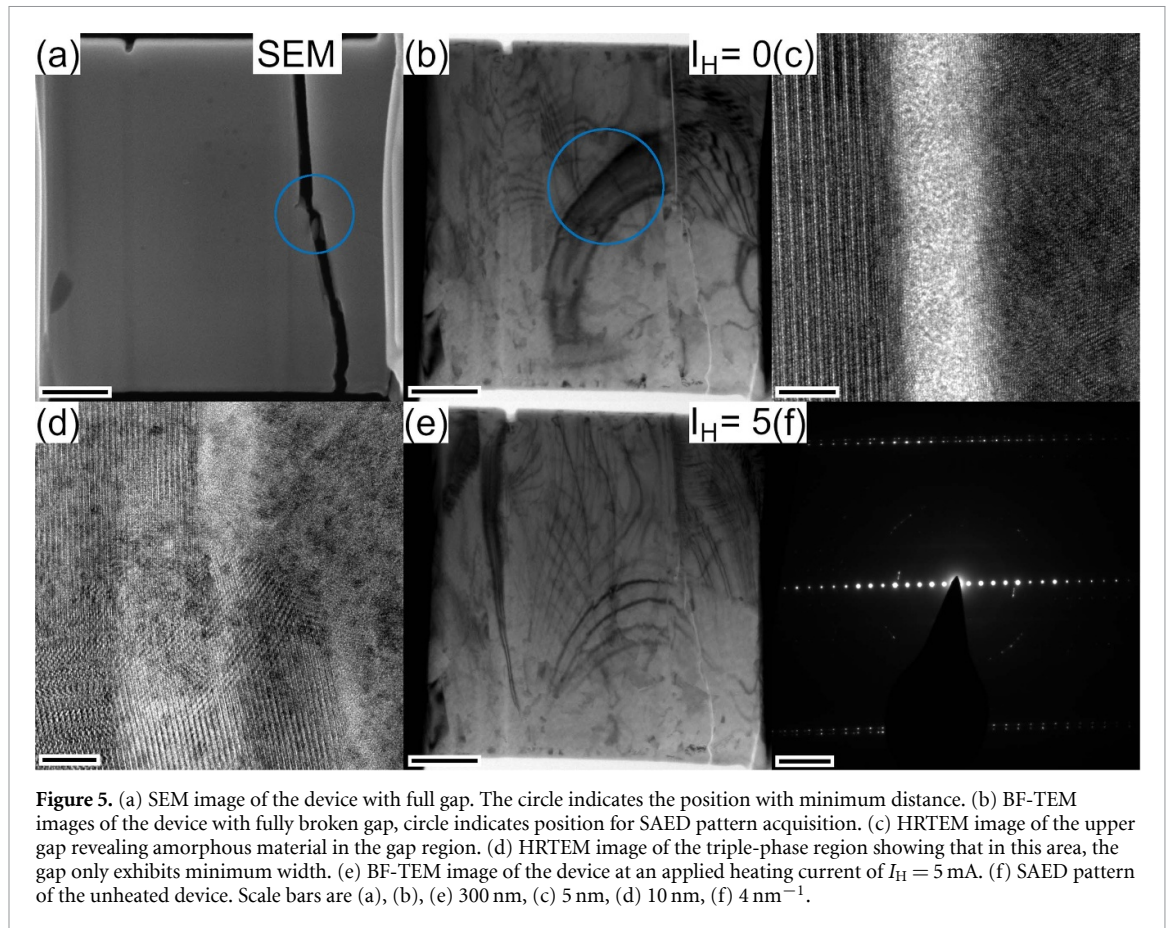 (a) SEM (b) I_H = 0 (c)
(d) (e) I_H = 5 (f)
Figure 5. (a) SEM image of the device with full gap. The circle indicates the position with minimum distance. (b) BF-TEM
images of the device with fully broken gap, circle indicates position for SAED pattern acquisition. (c) HRTEM image of the upper
gap revealing amorphous material in the gap region. (d) HRTEM image of the triple-phase region showing that in this area, the
gap only exhibits minimum width. (e) BF-TEM image of the device at an applied heating current of I_H = 5 mA. (f) SAED pattern
of the unheated device. Scale bars are (a), (b), (e) 300 nm, (c) 5 nm, (d) 10 nm, (f) 4 nm⁻¹.